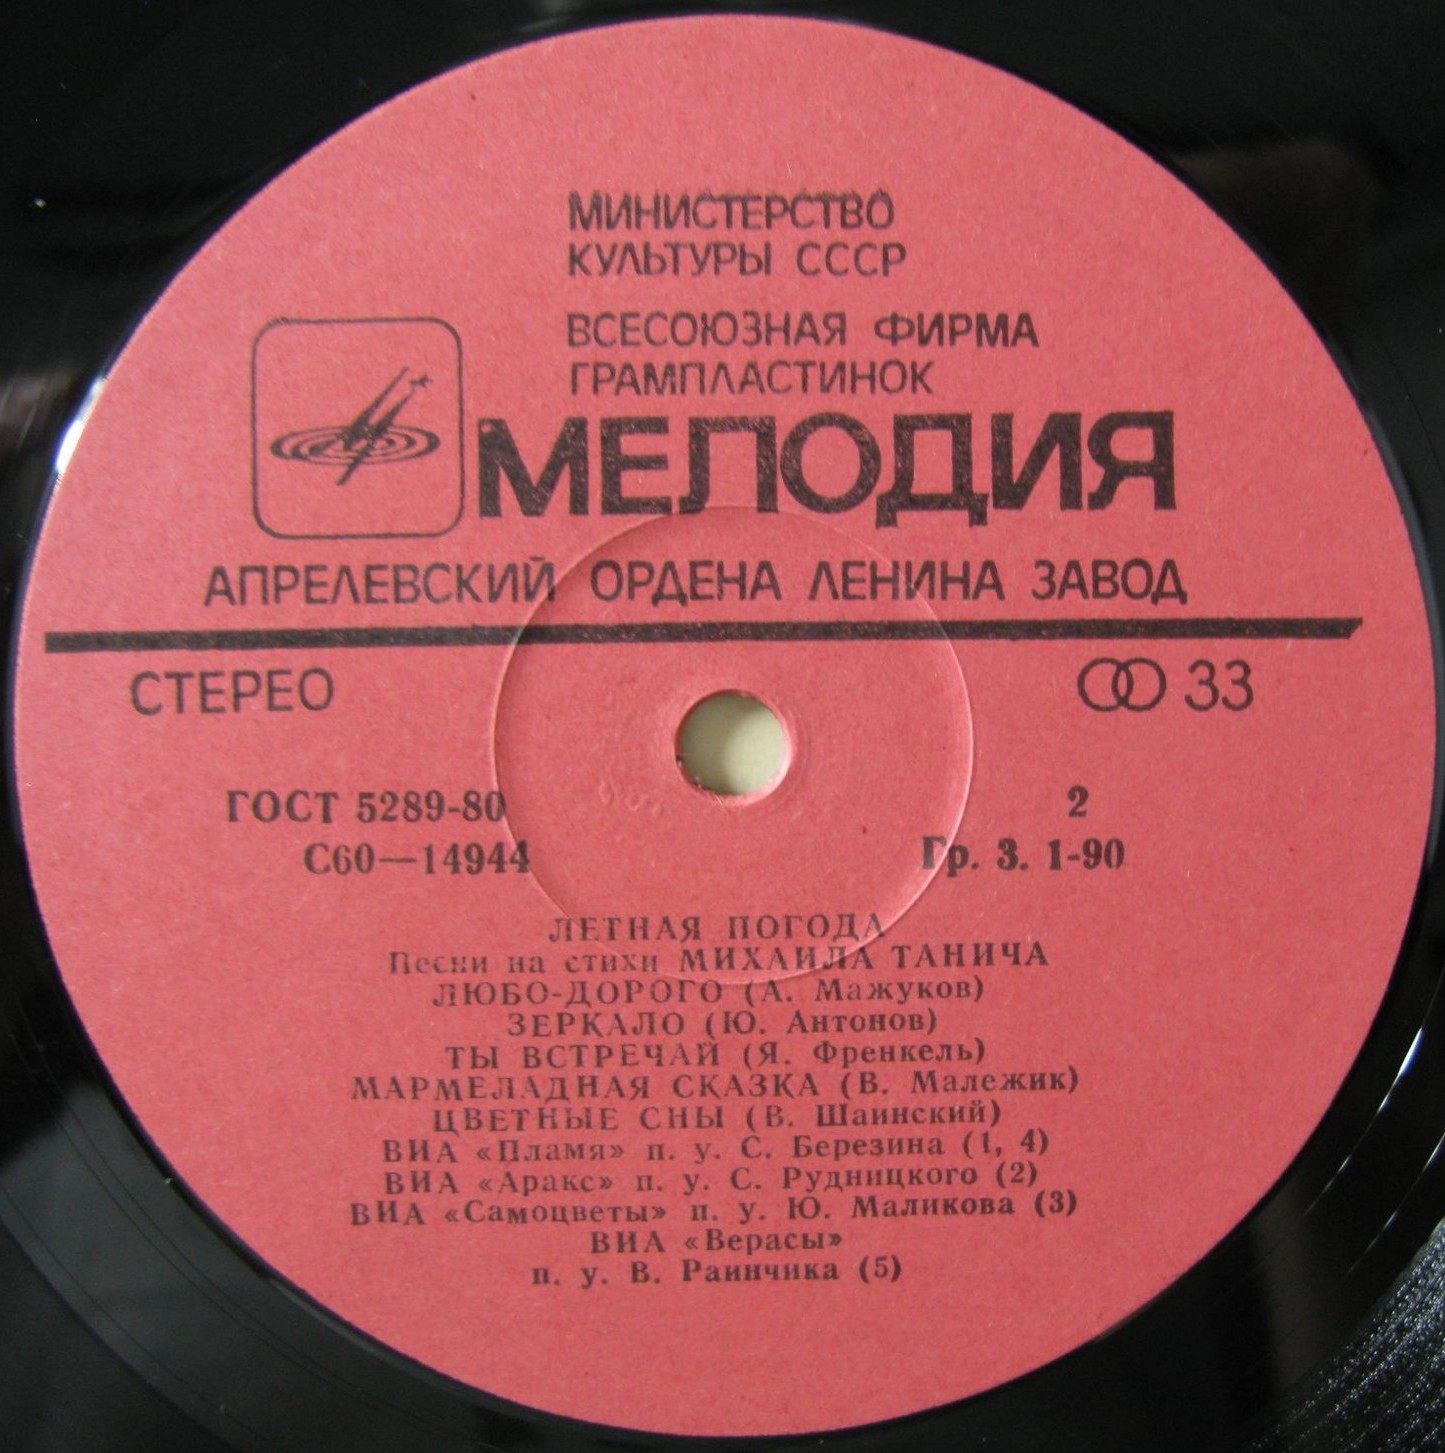 МИНИСТЕРСТВО
КУЛЬТУРЫ СССР
ВСЕСОЮЗНАЯ ФИРМА
ГРАМПЛАСТИНОК
МЕЛОДИЯ
АПРЕЛЕВСКИЙ ОРДЕНА ЛЕНИНА ЗАВОД
СТЕРЕО 33
ГОСТ 5289-80 2
С60—14944 Гр. 3. 1-90
ЛЕТНАЯ ПОГОДА
Песни на стихи МИХАИЛА ТАНИЧА
ЛЮБО-ДОРОГО (А. Мажуков)
ЗЕРКАЛО (Ю. Антонов)
ТЫ ВСТРЕЧАЙ (Я. Френкель)
МАРМЕЛАДНАЯ СКАЗКА (В. Малежик)
ЦВЕТНЫЕ СНЫ (В. Шаинский)
ВИА «Пламя» п. у. С. Березина (1, 4)
ВИА «Аракс» п. у. С. Рудницкого (2)
ВИА «Самоцветы» п. у. Ю. Маликова (3)
ВИА «Верасы»
п. у. В. Раинчика (5)